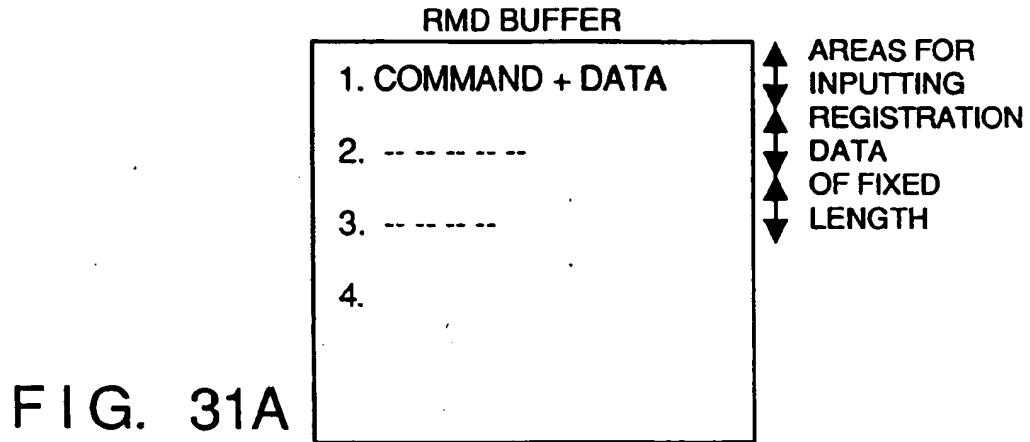 RMD BUFFER
1. COMMAND + DATA
2. -- -- -- -- --
3. -- -- -- --
4.
AREAS FOR
INPUTTING
REGISTRATION
DATA
OF FIXED
LENGTH
FIG. 31A